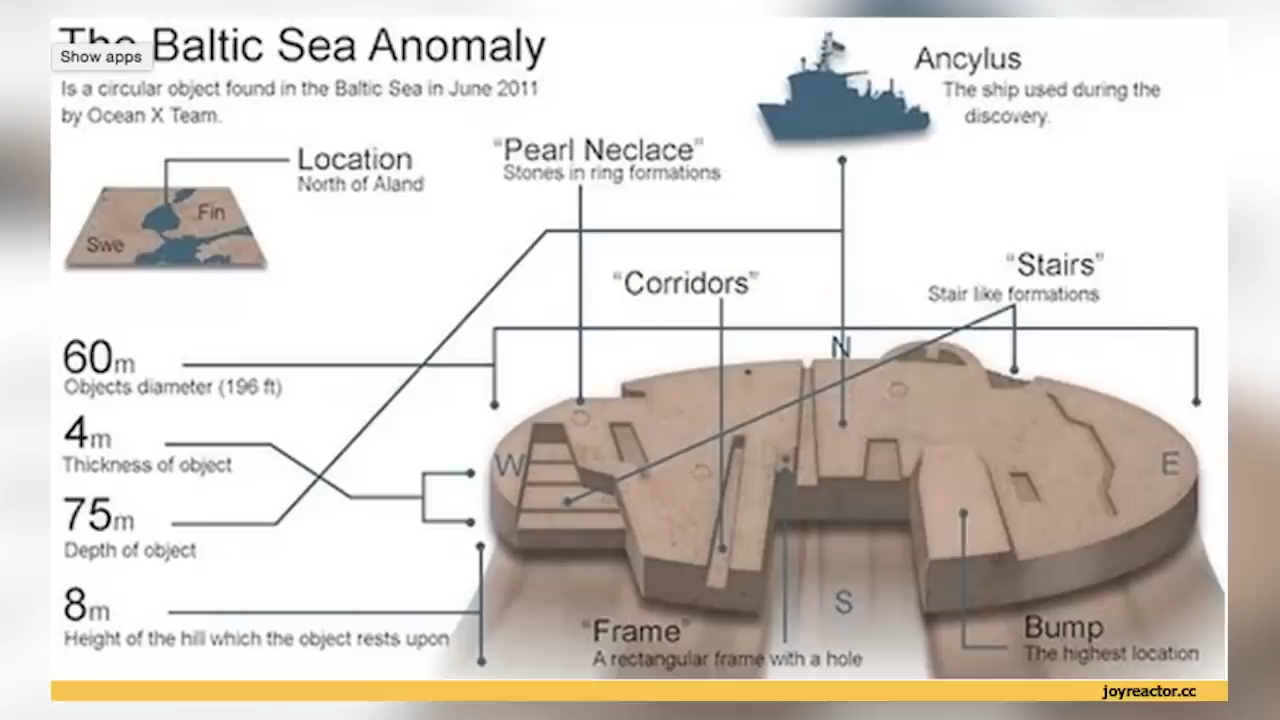 The Baltic Sea Anomaly
Show apps
Is a circular object found in the Baltic Sea in June 2011
by Ocean X Team.
Ancylus
The ship used during the
discovery.
Location
North of Aland
Fin
Swe
"Pearl Neclace"
Stones in ring formations
"Corridors"
"Stairs"
Stair like formations
60m
Objects diameter (196 ft)
4m
Thickness of object
75m
Depth of object
8m
Height of the hill which the object rests upon
N
W
E
S
"Frame"
A rectangular frame with a hole
Bump
The highest location
joyreactor.cc